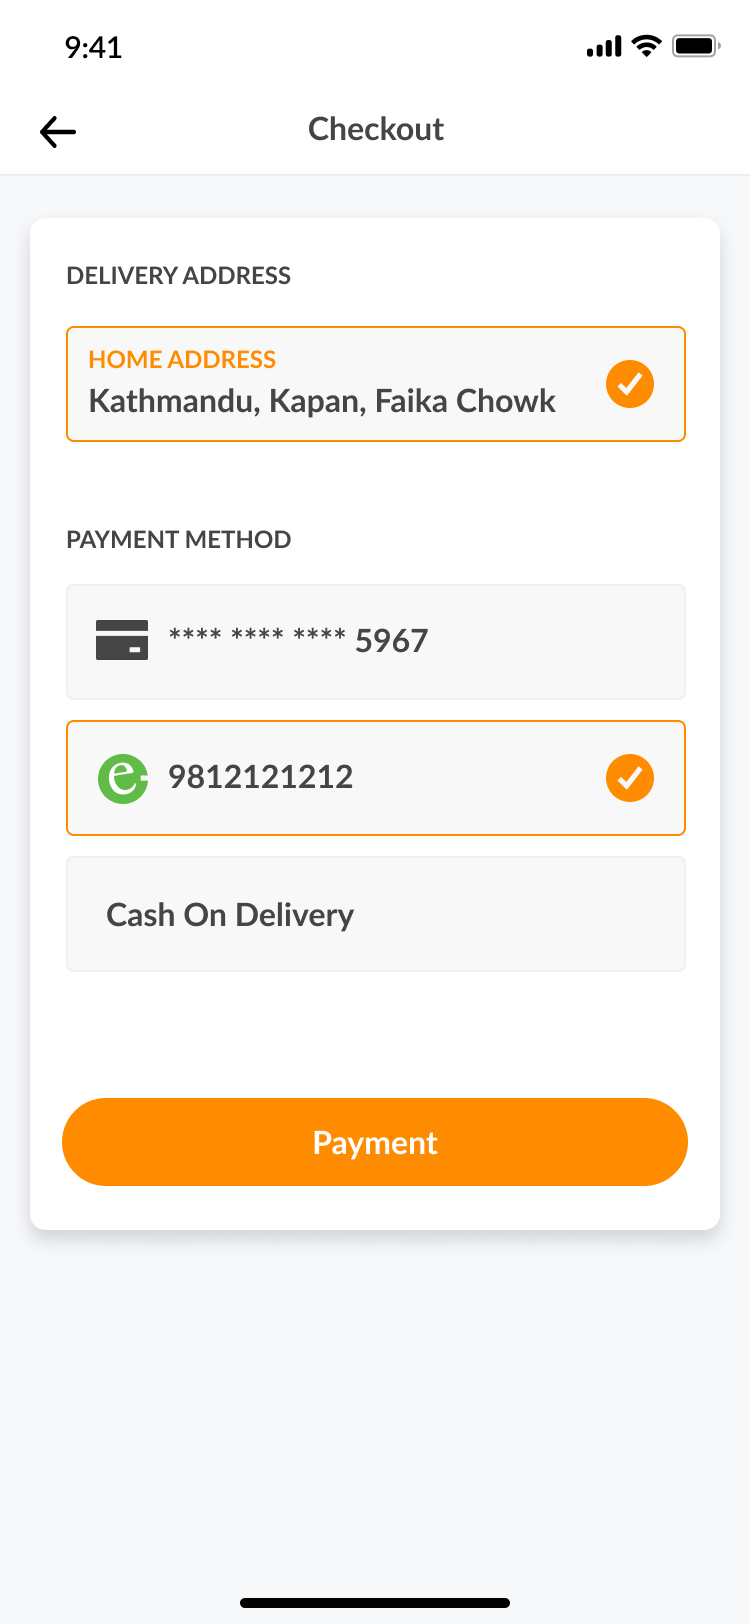 9:41
Checkout
DELIVERY ADDRESS
HOME ADDRESS
Kathmandu, Kapan, Faika Chowk
PAYMENT METHOD
**** **** **** 5967
e 9812121212
Cash On Delivery
Payment